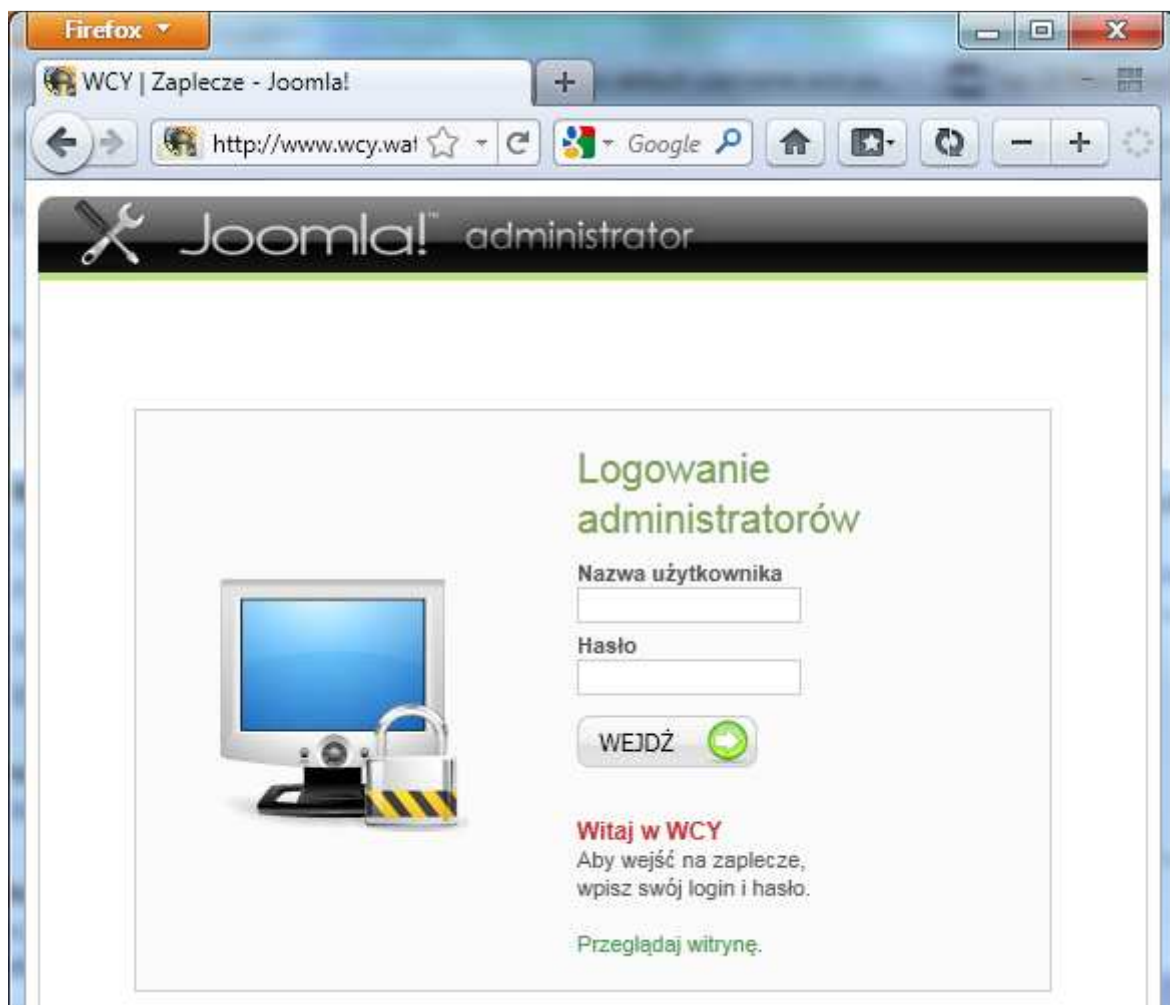 Firefox
WCY | Zaplecze - Joomla!
http://www.wcy.wat
Google
Joomla!™ administrator
Logowanie
administratorów
Nazwa użytkownika
Hasło
WEJDŹ
Witaj w WCY
Aby wejść na zaplecze,
wpisz swój login i hasło.
Przeglądaj witrynę.